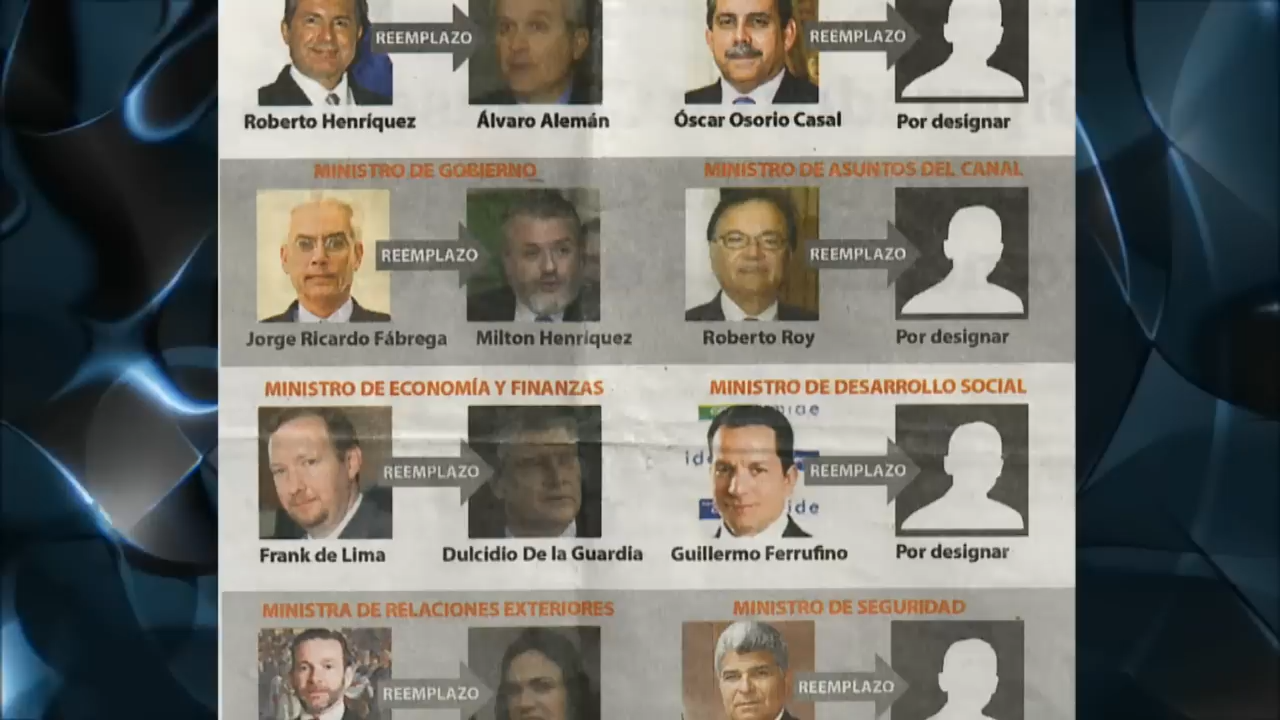 REEMPLAZO
REEMPLAZO
Roberto Henríquez
Álvaro Alemán
Óscar Osorio Casal
Por designar
MINISTRO DE GOBIERNO
MINISTRO DE ASUNTOS DEL CANAL
REEMPLAZO
REEMPLAZO
Jorge Ricardo Fábrega
Milton Henríquez
Roberto Roy
Por designar
MINISTRO DE ECONOMÍA Y FINANZAS
MINISTRO DE DESARROLLO SOCIAL
REEMPLAZO
REEMPLAZO
ide
Frank de Lima
Dulcidio De la Guardia
Guillermo Ferrufino
Por designar
MINISTRA DE RELACIONES EXTERIORES
MINISTRO DE SEGURIDAD
REEMPLAZO
REEMPLAZO